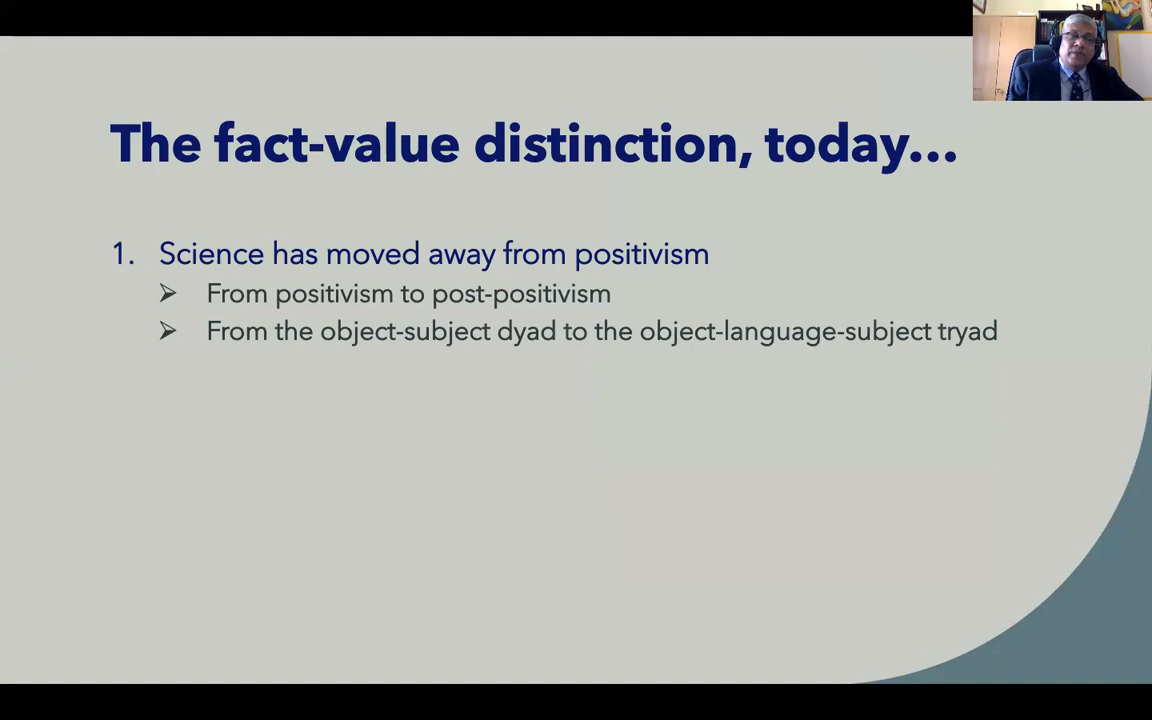 The fact-value distinction, today…
1. Science has moved away from positivism
➢ From positivism to post-positivism
➢ From the object-subject dyad to the object-language-subject tryad